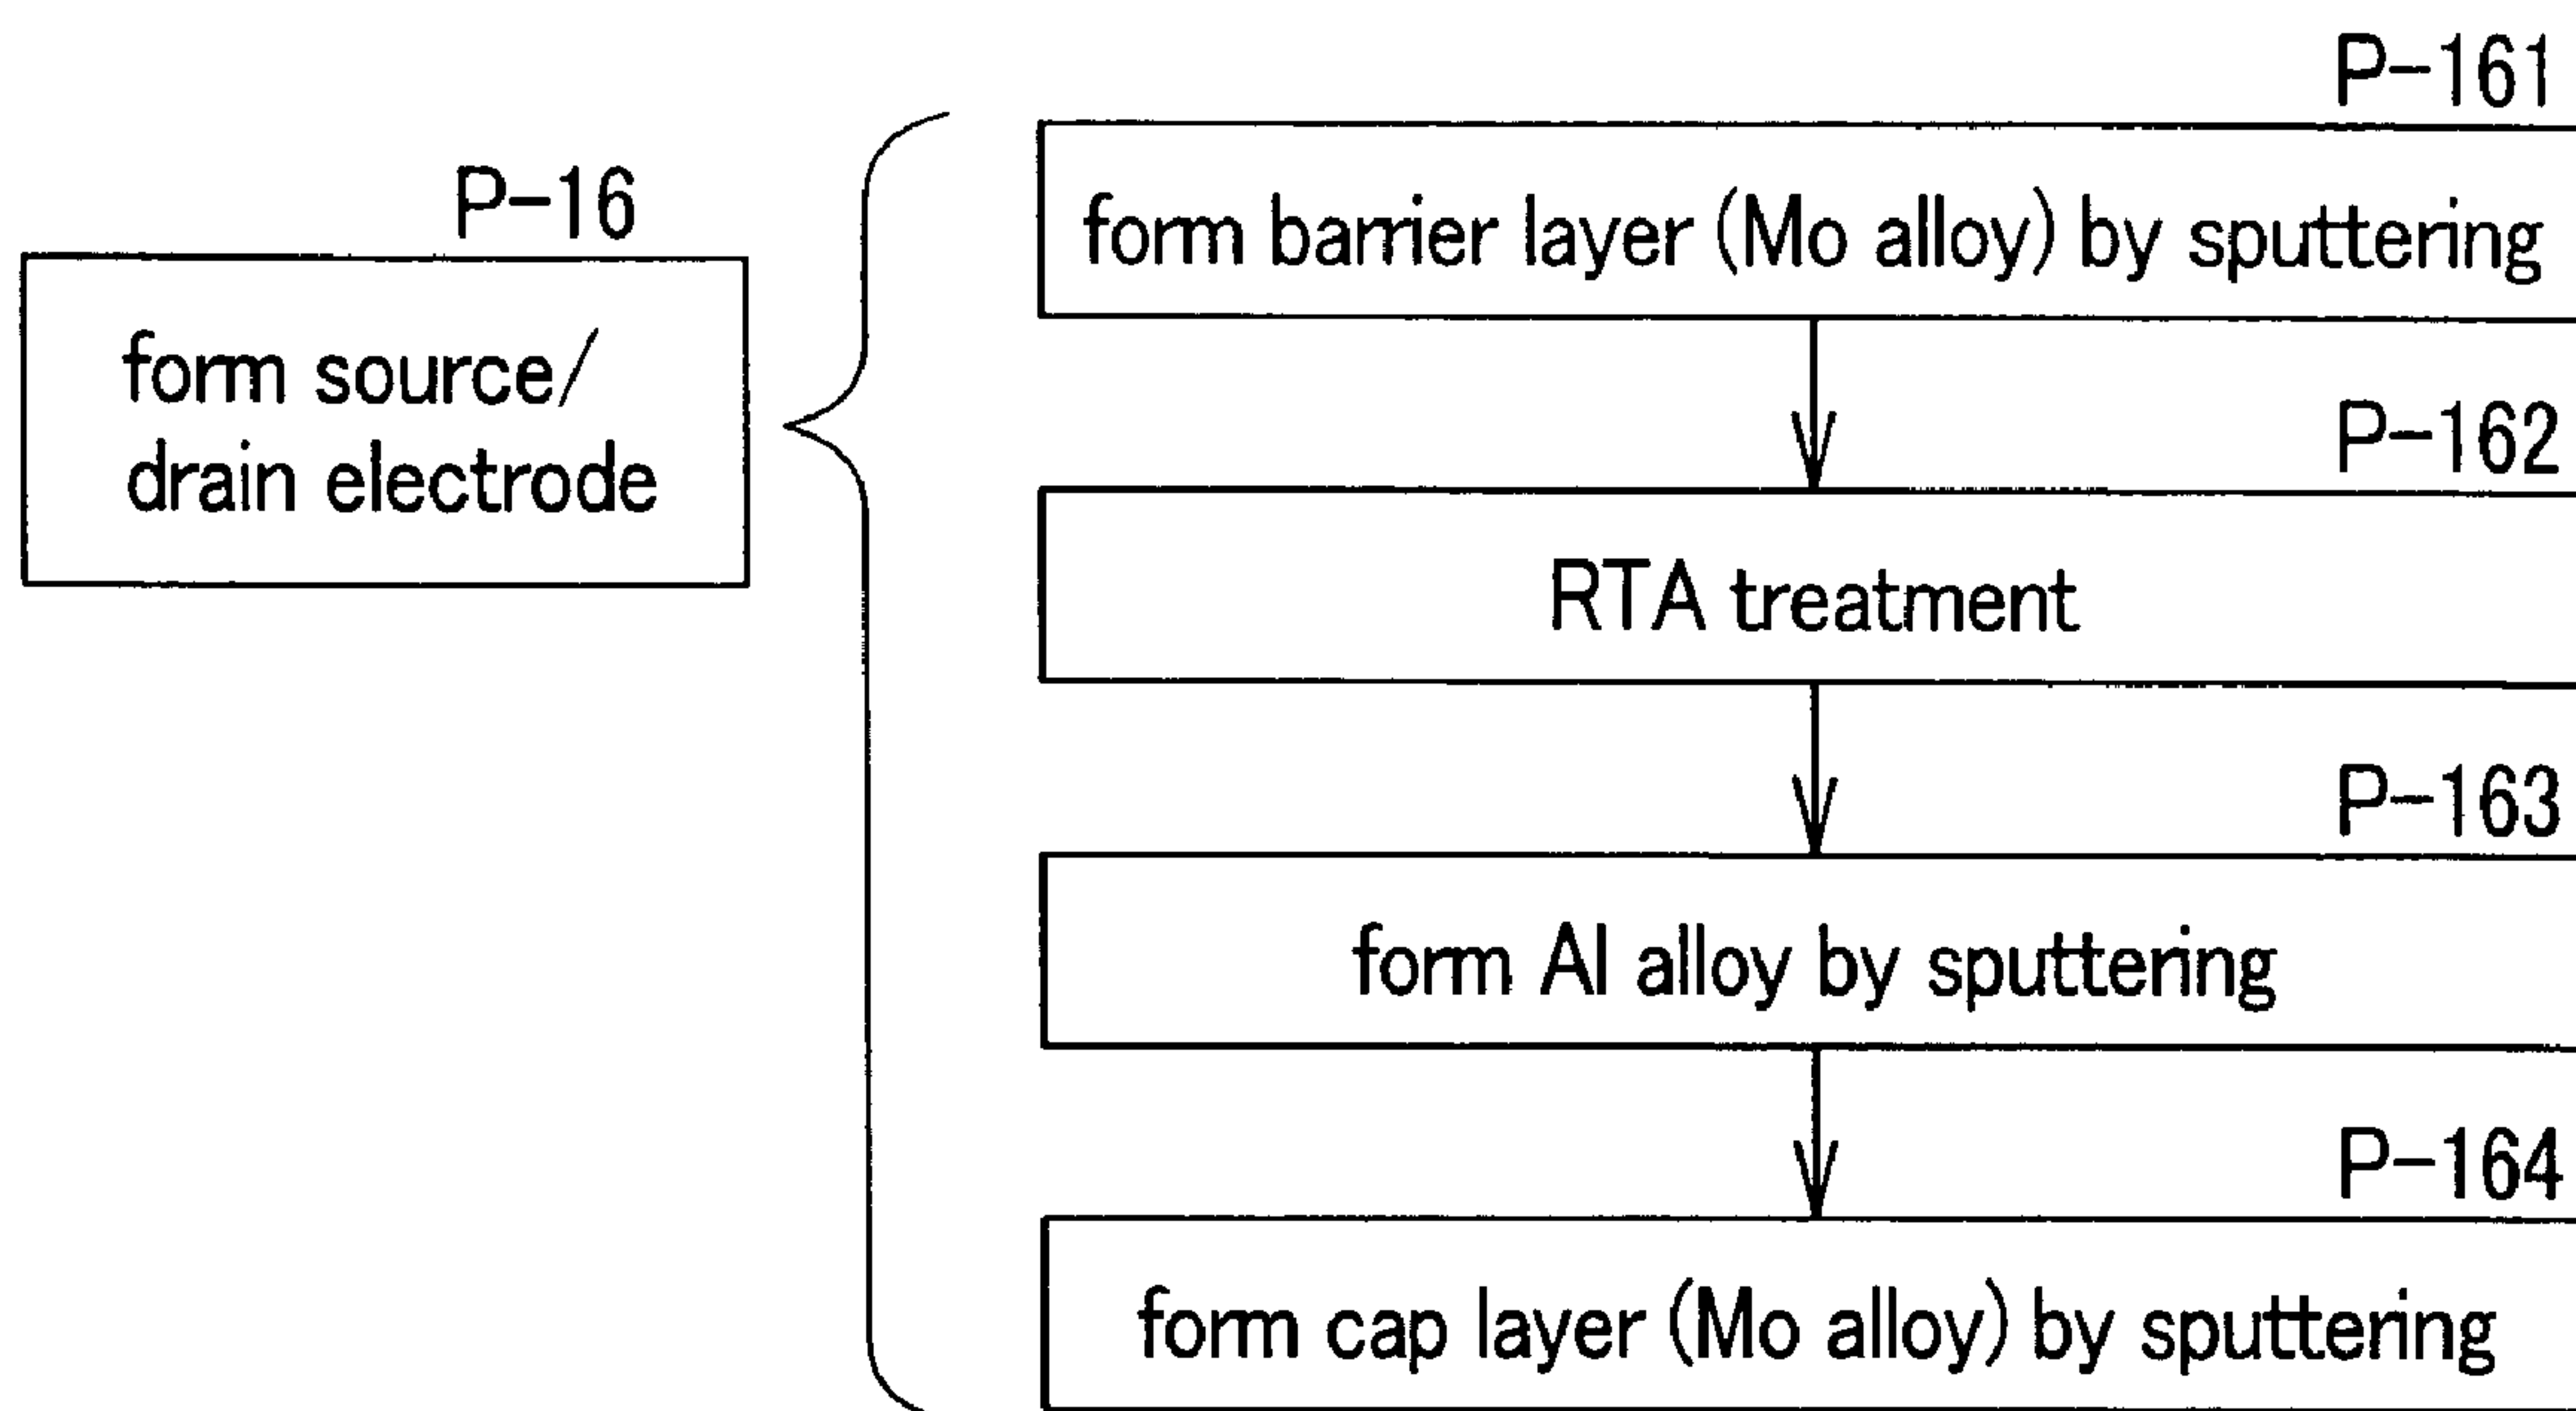 P-16
form source/
drain electrode
P-161
form barrier layer (Mo alloy) by sputtering
P-162
RTA treatment
P-163
form Al alloy by sputtering
P-164
form cap layer (Mo alloy) by sputtering